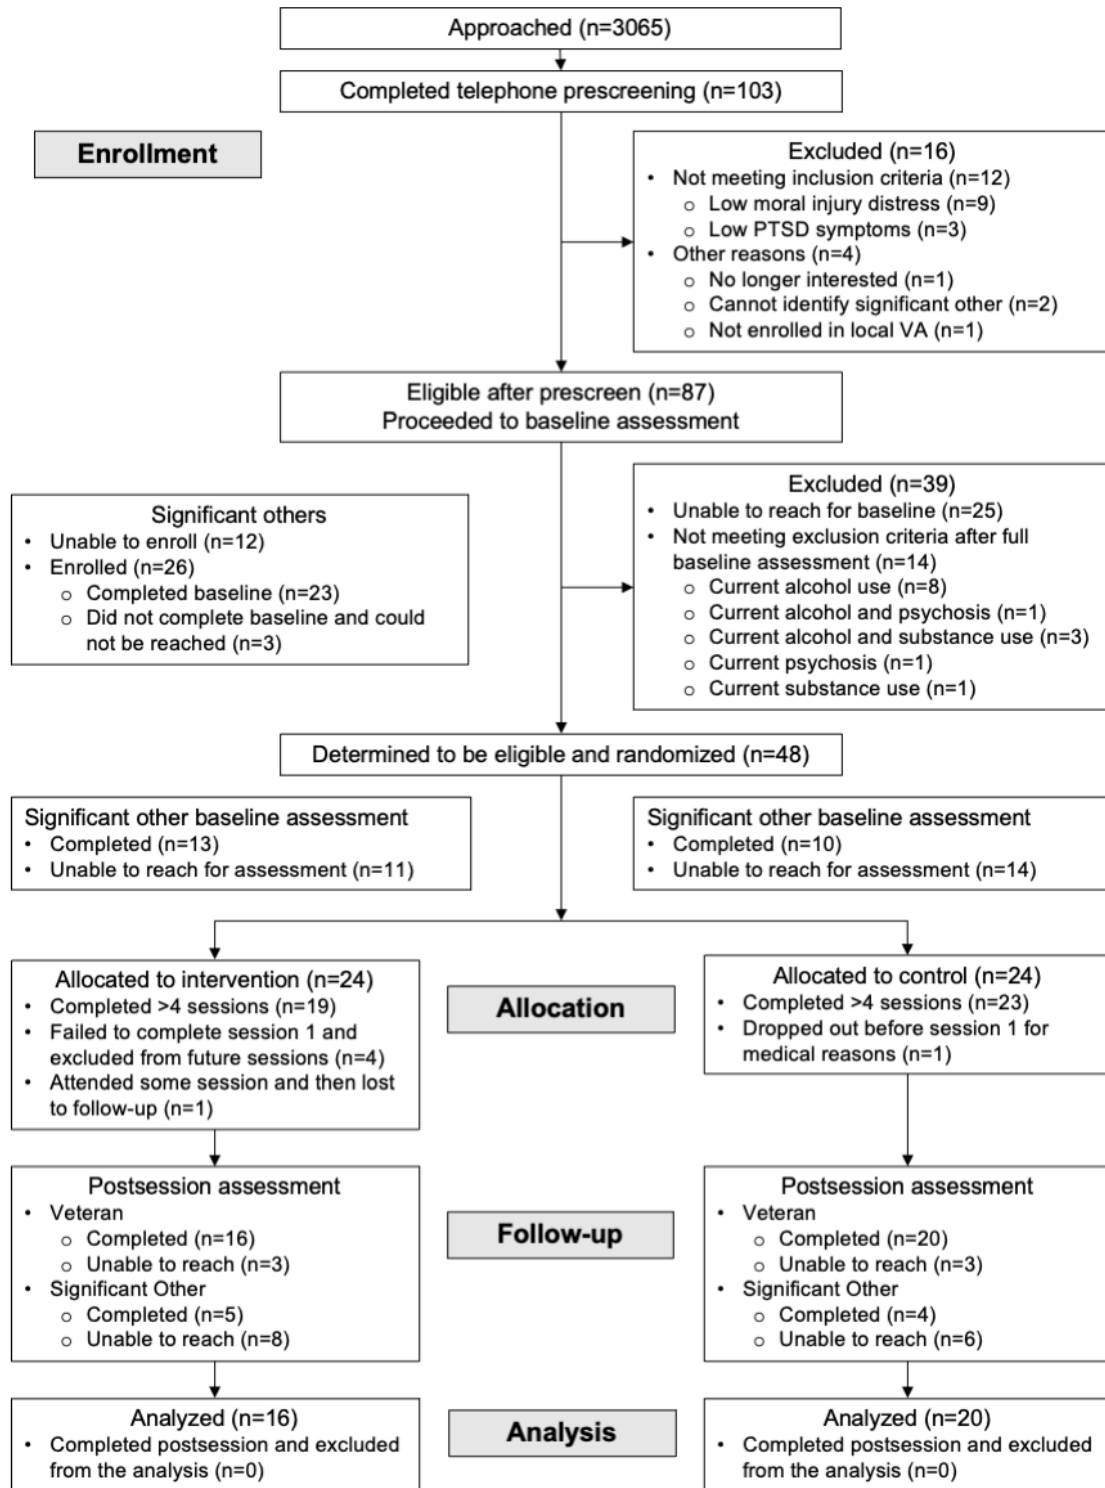 Approached (n=3065)
Completed telephone prescreening (n=103)
Enrollment
Excluded (n=16)
• Not meeting inclusion criteria (n=12)
o Low moral injury distress (n=9)
o Low PTSD symptoms (n=3)
• Other reasons (n=4)
o No longer interested (n=1)
o Cannot identify significant other (n=2)
o Not enrolled in local VA (n=1)
Eligible after prescreen (n=87)
Proceeded to baseline assessment
Significant others
• Unable to enroll (n=12)
• Enrolled (n=26)
o Completed baseline (n=23)
o Did not complete baseline and could
not be reached (n=3)
Excluded (n=39)
• Unable to reach for baseline (n=25)
• Not meeting exclusion criteria after full
baseline assessment (n=14)
o Current alcohol use (n=8)
o Current alcohol and psychosis (n=1)
o Current alcohol and substance use (n=3)
o Current psychosis (n=1)
o Current substance use (n=1)
Determined to be eligible and randomized (n=48)
Significant other baseline assessment
• Completed (n=13)
• Unable to reach for assessment (n=11)
Significant other baseline assessment
• Completed (n=10)
• Unable to reach for assessment (n=14)
Allocated to intervention (n=24)
• Completed >4 sessions (n=19)
• Failed to complete session 1 and
excluded from future sessions (n=4)
• Attended some session and then lost
to follow-up (n=1)
Allocation
Allocated to control (n=24)
• Completed >4 sessions (n=23)
• Dropped out before session 1 for
medical reasons (n=1)
Postsession assessment
• Veteran
o Completed (n=16)
o Unable to reach (n=3)
• Significant Other
o Completed (n=5)
o Unable to reach (n=8)
Follow-up
Postsession assessment
• Veteran
o Completed (n=20)
o Unable to reach (n=3)
• Significant Other
o Completed (n=4)
o Unable to reach (n=6)
Analyzed (n=16)
• Completed postsession and excluded
from the analysis (n=0)
Analysis
Analyzed (n=20)
• Completed postsession and excluded
from the analysis (n=0)